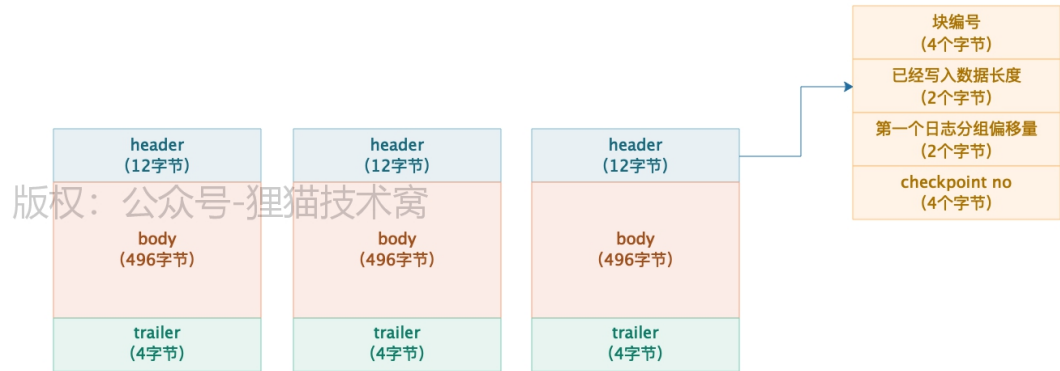 块编号
(4个字节)
已经写入数据长度
(2个字节)
第一个日志分组偏移量
(2个字节)
checkpoint no
(4个字节)
header
(12字节)
header
(12字节)
header
(12字节)
版权：公众号-狸猫技术窝
body
(496字节)
body
(496字节)
body
(496字节)
trailer
(4字节)
trailer
(4字节)
trailer
(4字节)